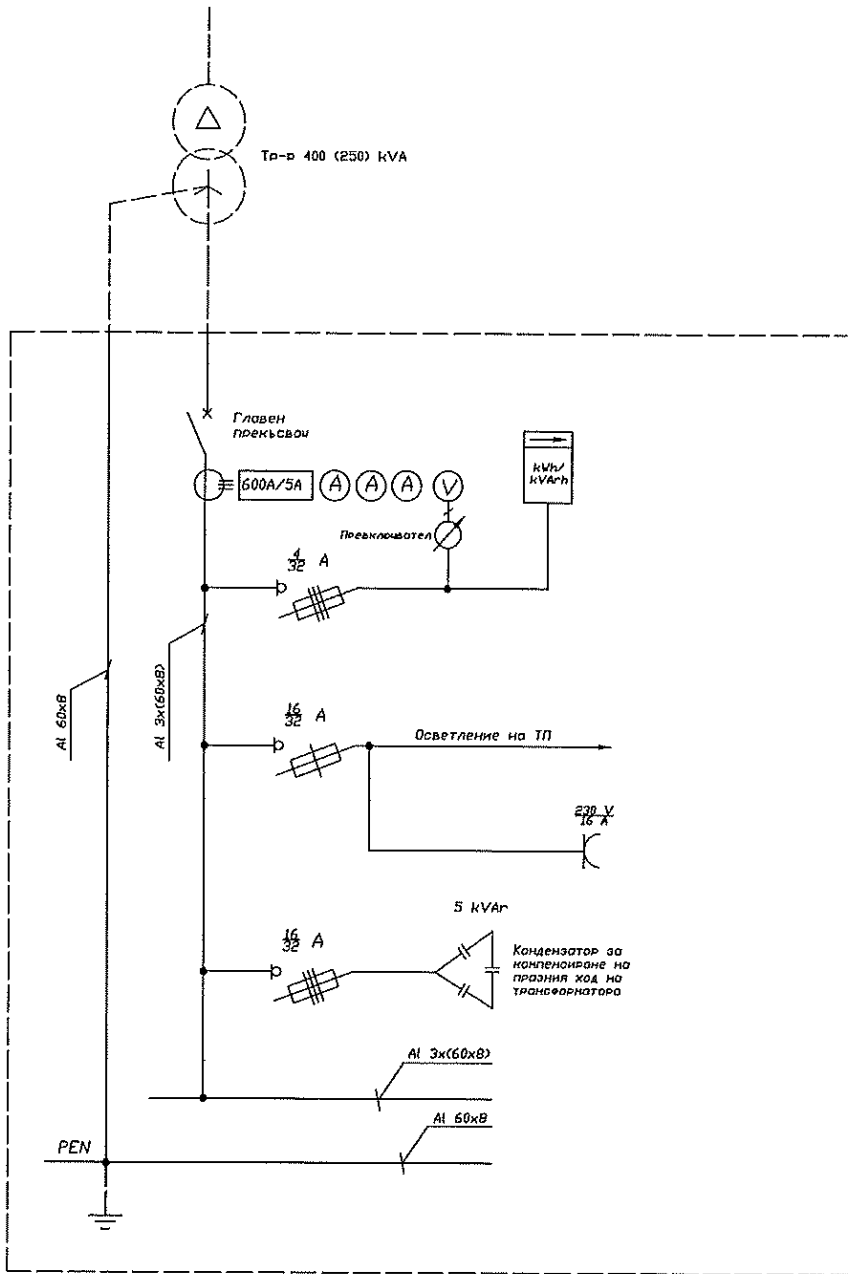 Тр-р 400 (250) kVA
Главен
прекъсвач
600A/5A
A
A
A
V
kWh/
kVArh
Превключвател
4/32 A
Al 60x8
Al 3x(60x8)
16/32 A
Осветление на ТП
230 V
16 A
5 kVAr
16/32 A
Кондензатор за
компенсиране на
празния ход на
трансформатора
Al 3x(60x8)
Al 60x8
PEN